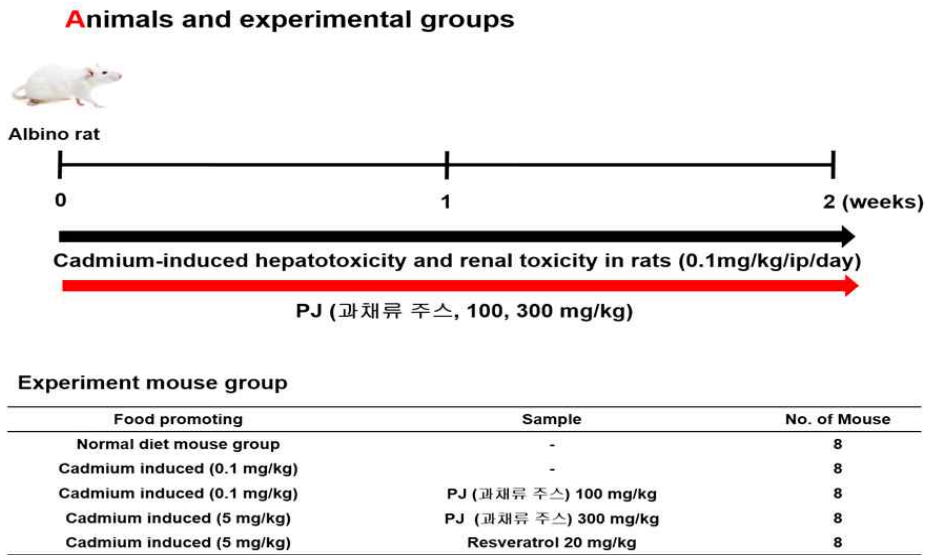 Animals and experimental groups
Albino rat
0 1 2 (weeks)
Cadmium-induced hepatotoxicity and renal toxicity in rats (0.1mg/kg/ip/day)
PJ (과채류 주스, 100, 300 mg/kg)
Experiment mouse group
Food promoting Sample No. of Mouse
Normal diet mouse group - 8
Cadmium induced (0.1 mg/kg) - 8
Cadmium induced (0.1 mg/kg) PJ (과채류 주스) 100 mg/kg 8
Cadmium induced (5 mg/kg) PJ (과채류 주스) 300 mg/kg 8
Cadmium induced (5 mg/kg) Resveratrol 20 mg/kg 8